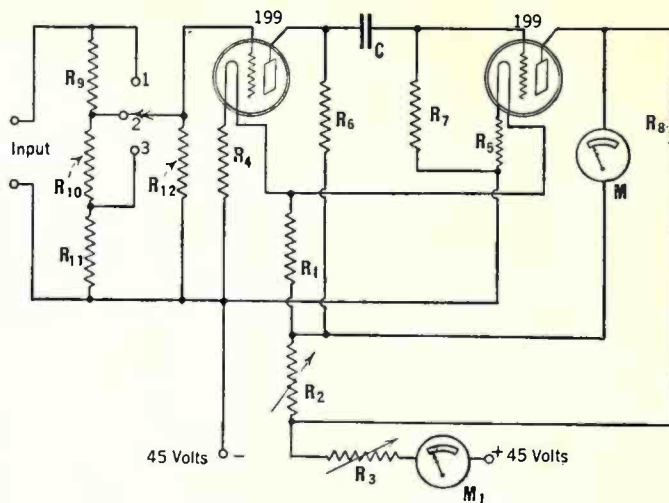 199
199
R9
1
C
2
R6
R7
R5
R8
Input
3
R10
R12
R4
M
R11
R1
R2
45 Volts -
R3
M1
+ 45 Volts